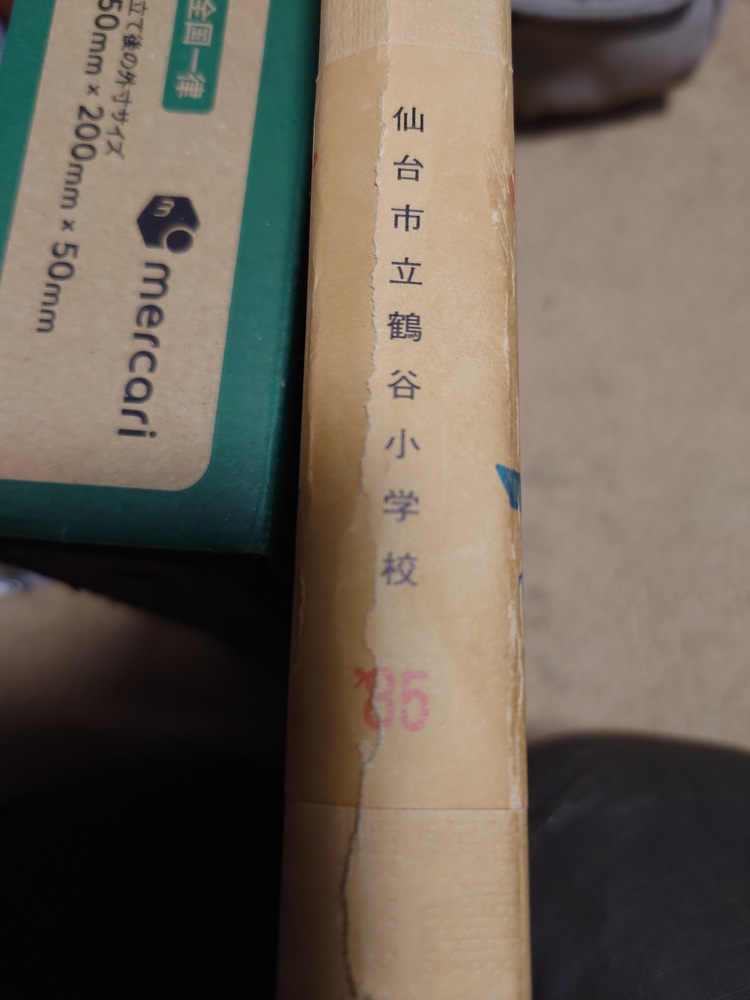 全国一律
立て後の外寸サイズ
50mm × 200mm × 50mm
mercari
仙台市立鶴谷小学校
'85